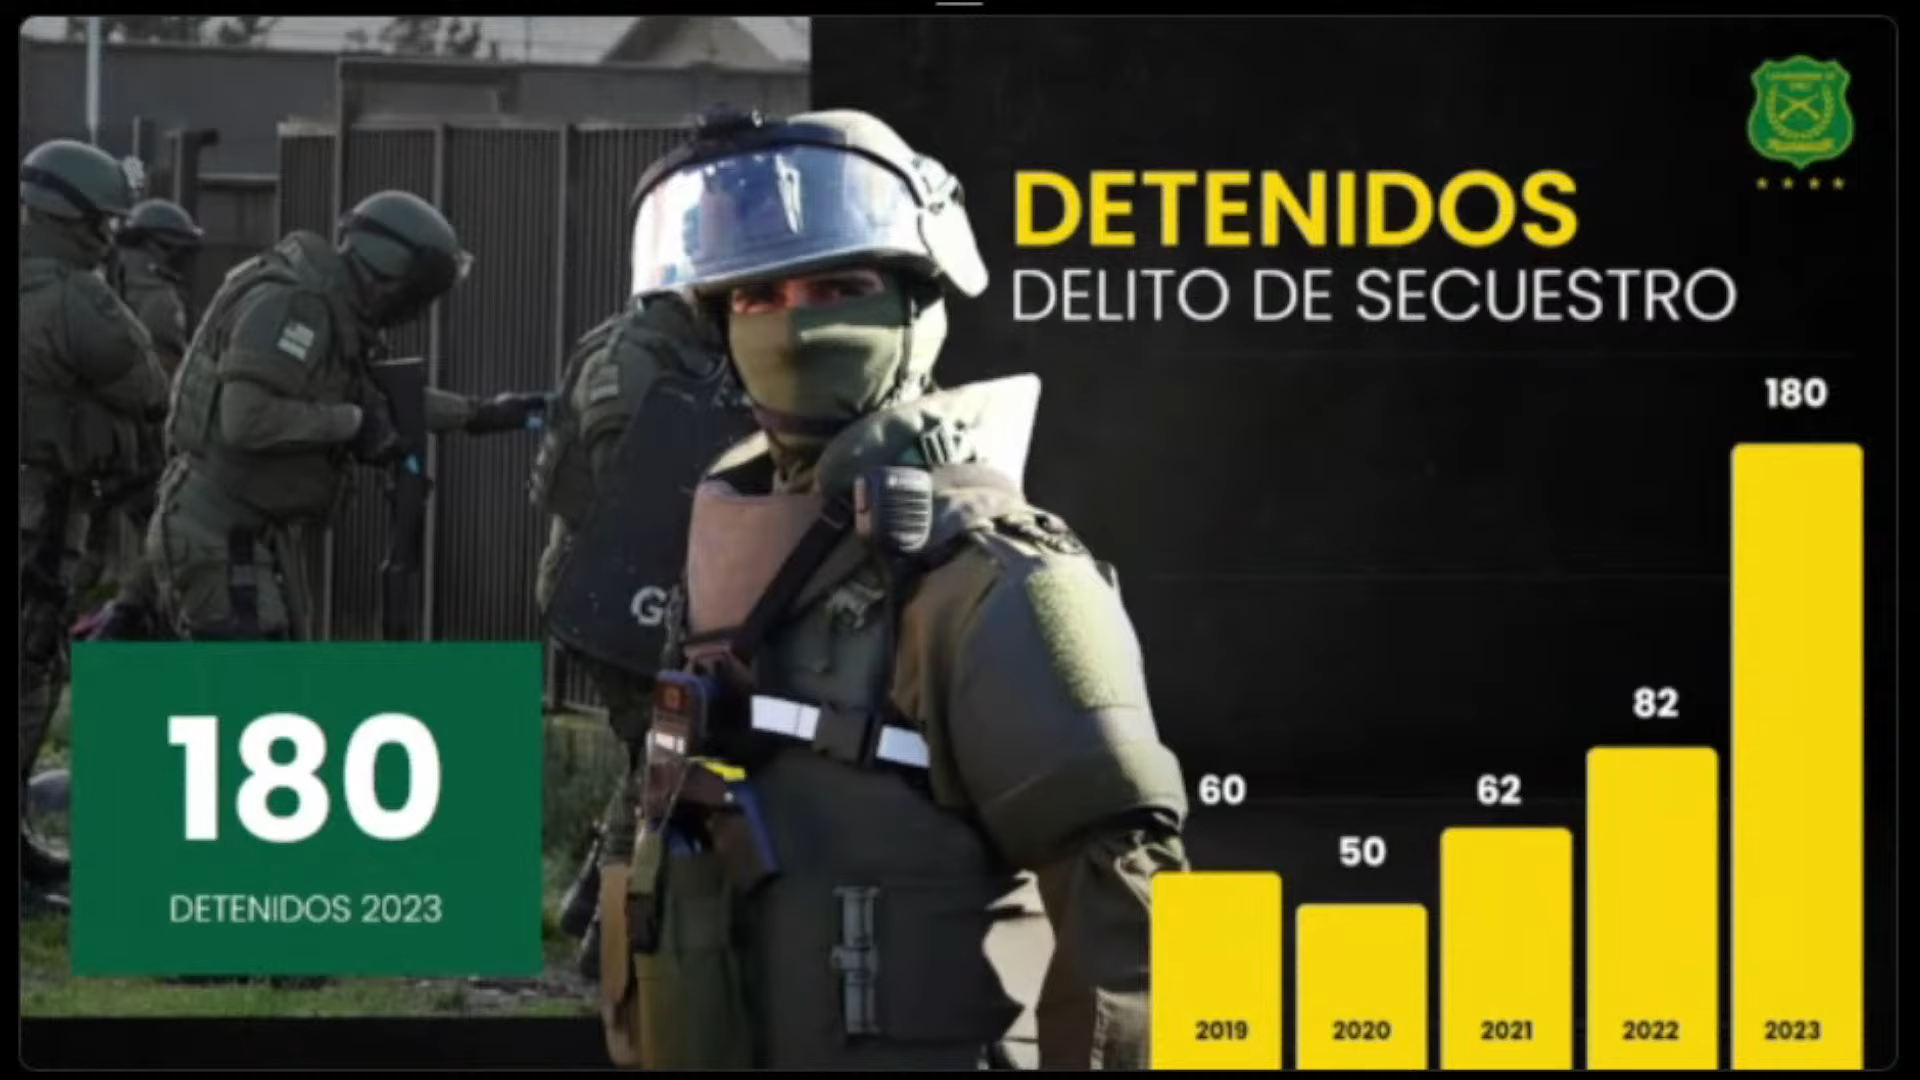 DETENIDOS
DELITO DE SECUESTRO
180
DETENIDOS 2023
60
50
62
82
180
2019
2020
2021
2022
2023
G